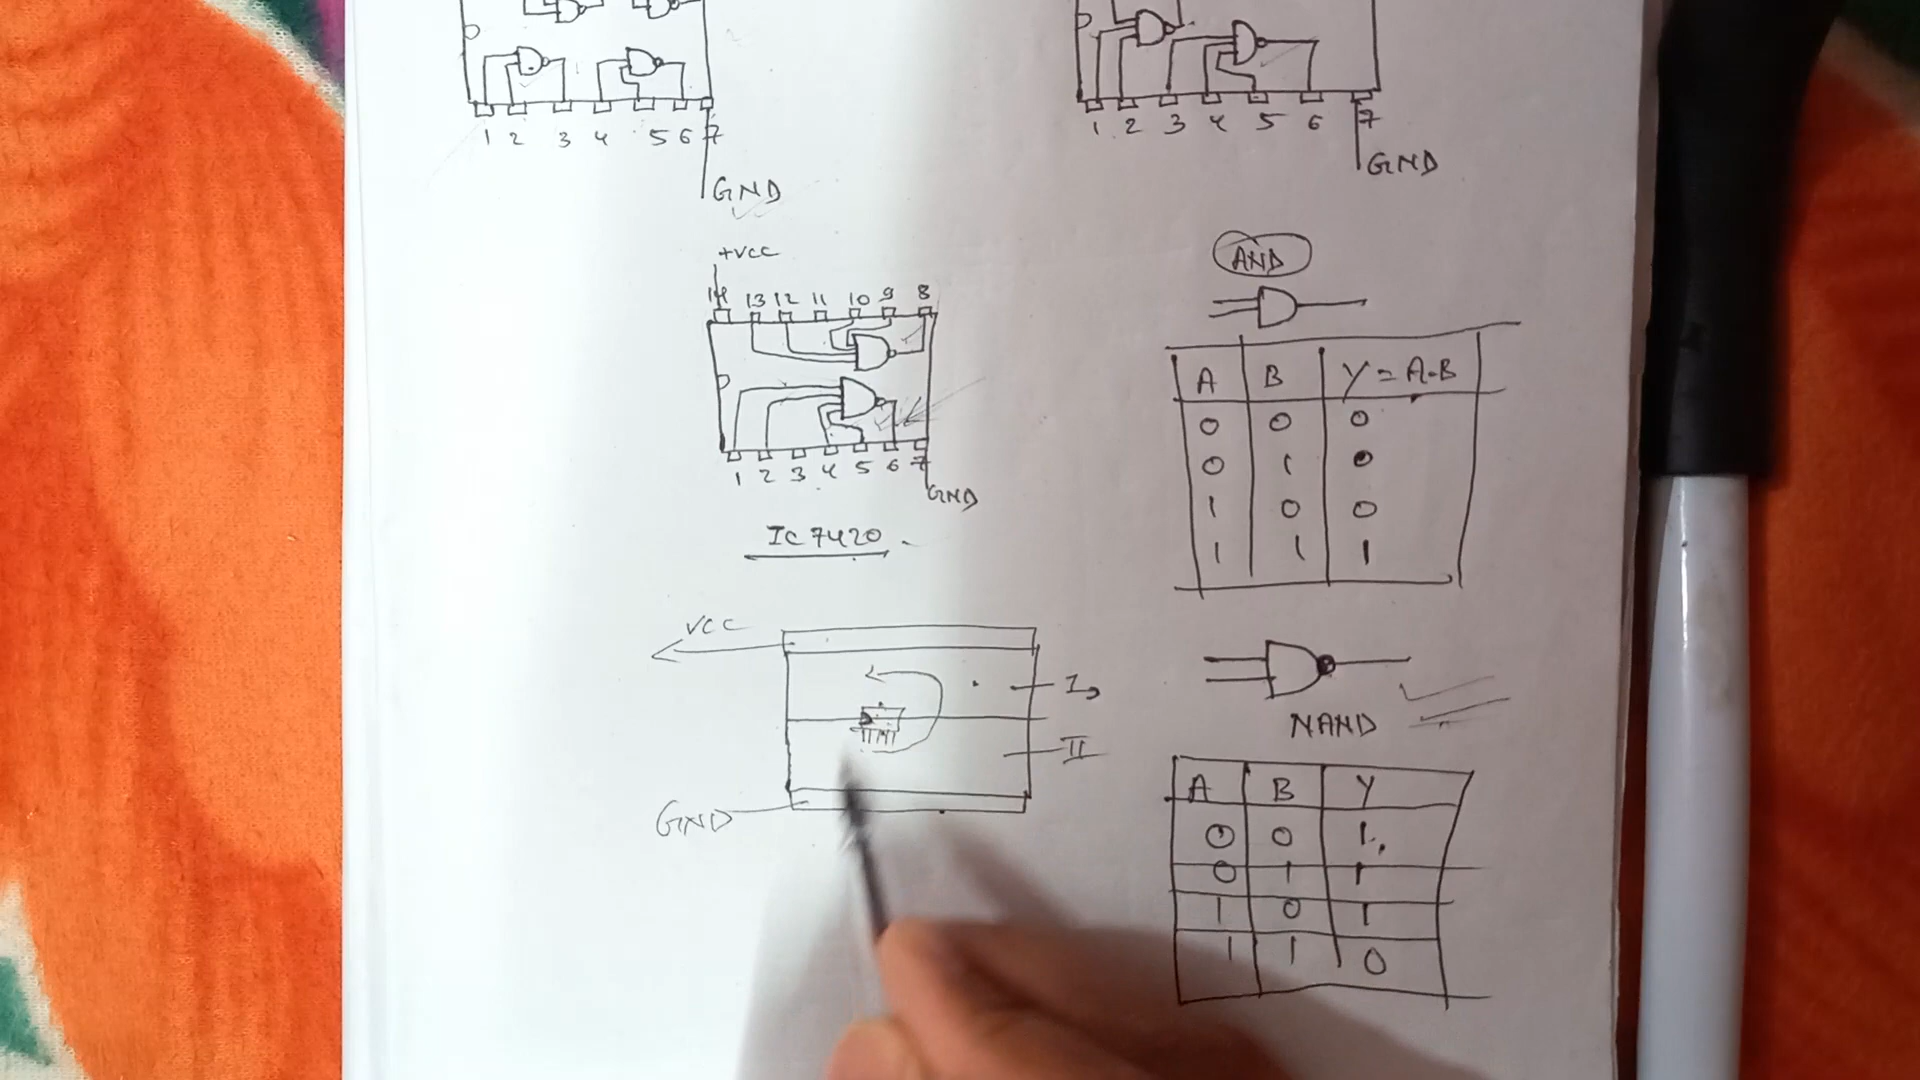 1 2 3 4 5 6 7
GND
1 2 3 4 5 6 7
GND
+VCC
14 13 12 11 10 9 8
1 2 3 4 5 6 7
GND
IC 7420
VCC
I
II
GND
AND
A B Y = A·B
0 0 0
0 1 0
1 0 0
1 1 1
NAND
A B Y
0 0 1
0 1 1
1 0 1
1 1 0